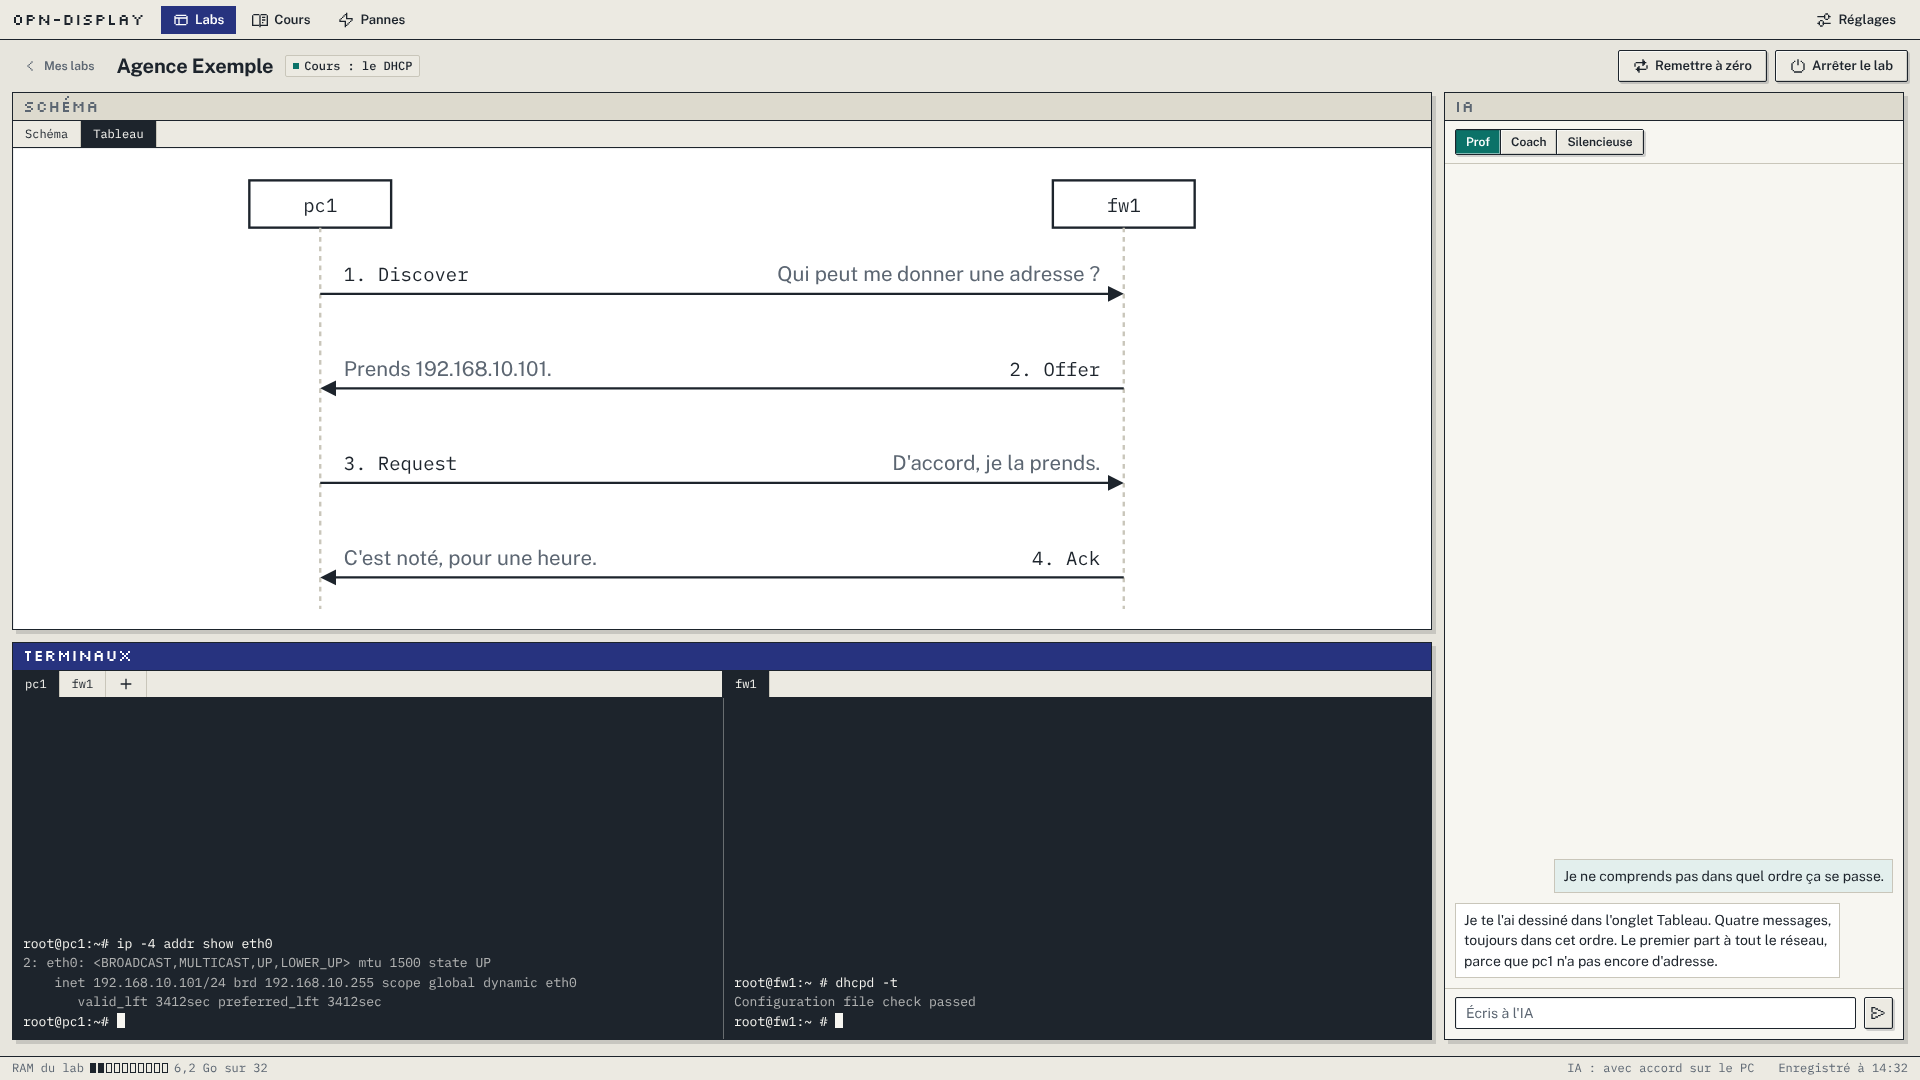 OPN-DISPLAY
Labs
Cours
Pannes
Réglages
Mes labs
Agence Exemple
Cours : le DHCP
Remettre à zéro
Arrêter le lab
SCHÉMA
Schéma
Tableau
pc1
fw1
1. Discover
Qui peut me donner une adresse ?
Prends 192.168.10.101.
2. Offer
3. Request
D'accord, je la prends.
C'est noté, pour une heure.
4. Ack
TERMINAUX
pc1
fw1
+
root@pc1:~# ip -4 addr show eth0
2: eth0: <BROADCAST,MULTICAST,UP,LOWER_UP> mtu 1500 state UP
inet 192.168.10.101/24 brd 192.168.10.255 scope global dynamic eth0
valid_lft 3412sec preferred_lft 3412sec
root@pc1:~#
fw1
root@fw1:~ # dhcpd -t
Configuration file check passed
root@fw1:~ #
IA
Prof
Coach
Silencieuse
Je ne comprends pas dans quel ordre ça se passe.
Je te l'ai dessiné dans l'onglet Tableau. Quatre messages,
toujours dans cet ordre. Le premier part à tout le réseau,
parce que pc1 n'a pas encore d'adresse.
Écris à l'IA
RAM du lab
6,2 Go sur 32
IA : avec accord sur le PC
Enregistré à 14:32